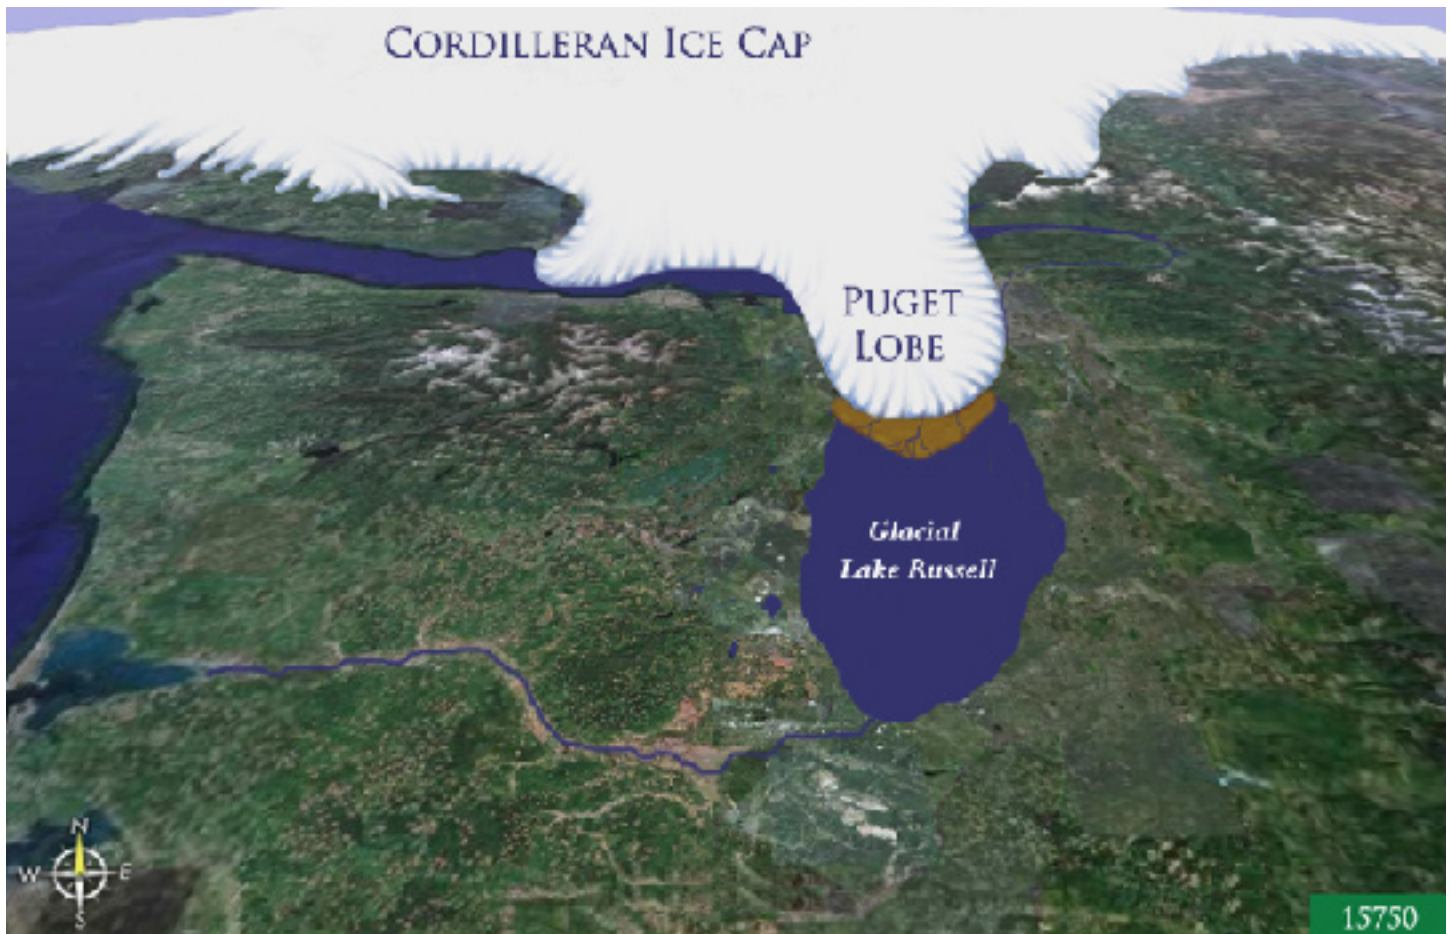 CORDILLERAN ICE CAP
PUGET
LOBE
Glacial
Lake Russell
N
W E
S
15750